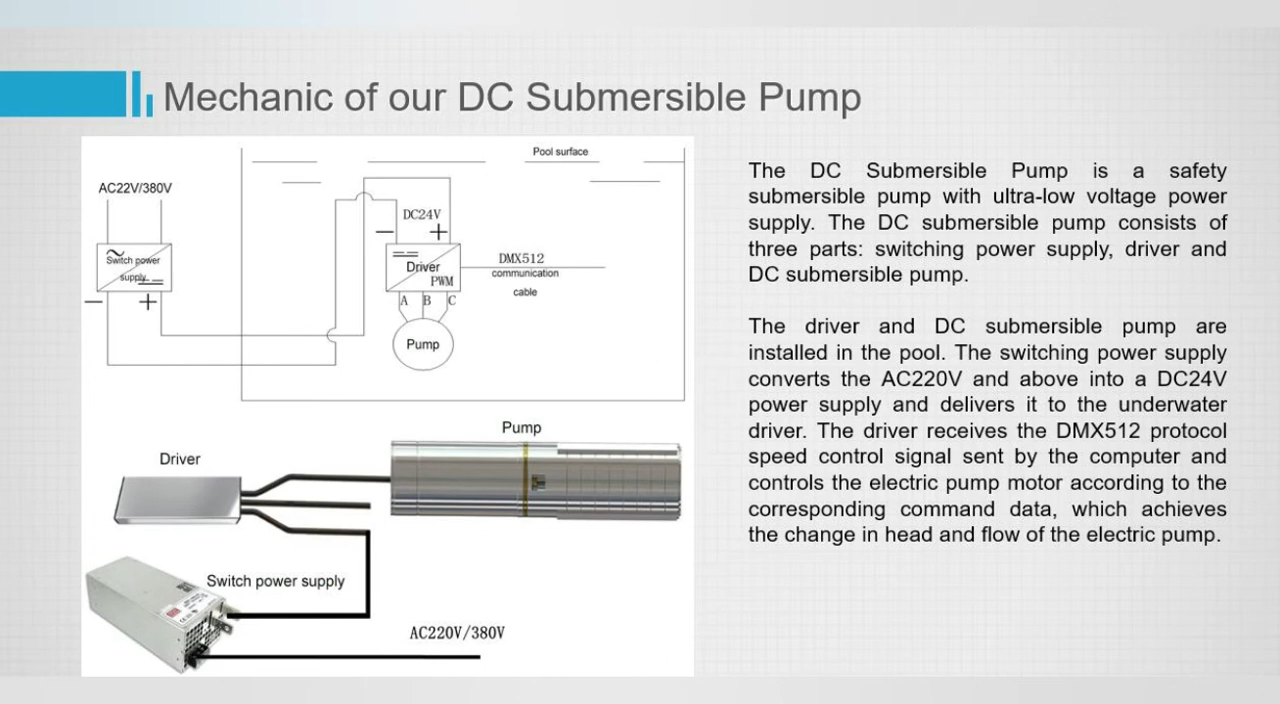 Mechanic of our DC Submersible Pump
Pool surface
AC22V/380V
DC24V
− +
Switch power
supply
Driver
PWM
DMX512
communication
cable
− +
A B C
Pump
Pump
Driver
Switch power supply
AC220V/380V
The DC Submersible Pump is a safety
submersible pump with ultra-low voltage power
supply. The DC submersible pump consists of
three parts: switching power supply, driver and
DC submersible pump.
The driver and DC submersible pump are
installed in the pool. The switching power supply
converts the AC220V and above into a DC24V
power supply and delivers it to the underwater
driver. The driver receives the DMX512 protocol
speed control signal sent by the computer and
controls the electric pump motor according to the
corresponding command data, which achieves
the change in head and flow of the electric pump.